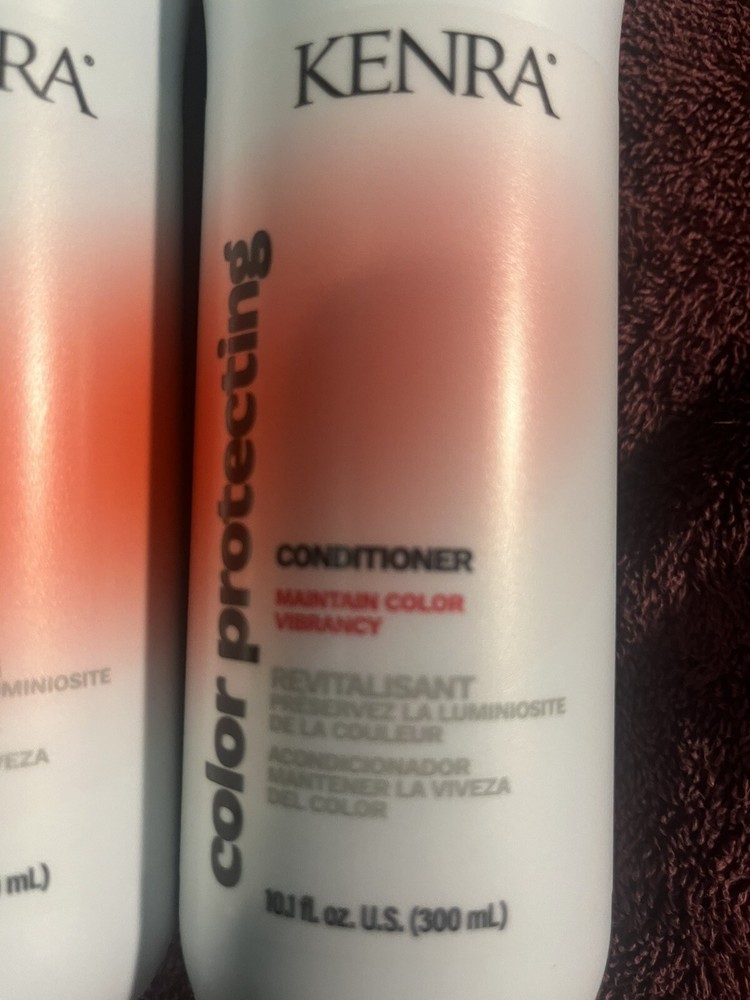 RA
MINIOSITE
VEZA
mL)
KENRA
color protecting
CONDITIONER
MAINTAIN COLOR
VIBRANCY
REVITALISANT
PRÉSERVEZ LA LUMINIOSITE
DE LA COULEUR
ACONDICIONADOR
MANTENER LA VIVEZA
DEL COLOR
10.1 fl. oz. U.S. (300 mL)